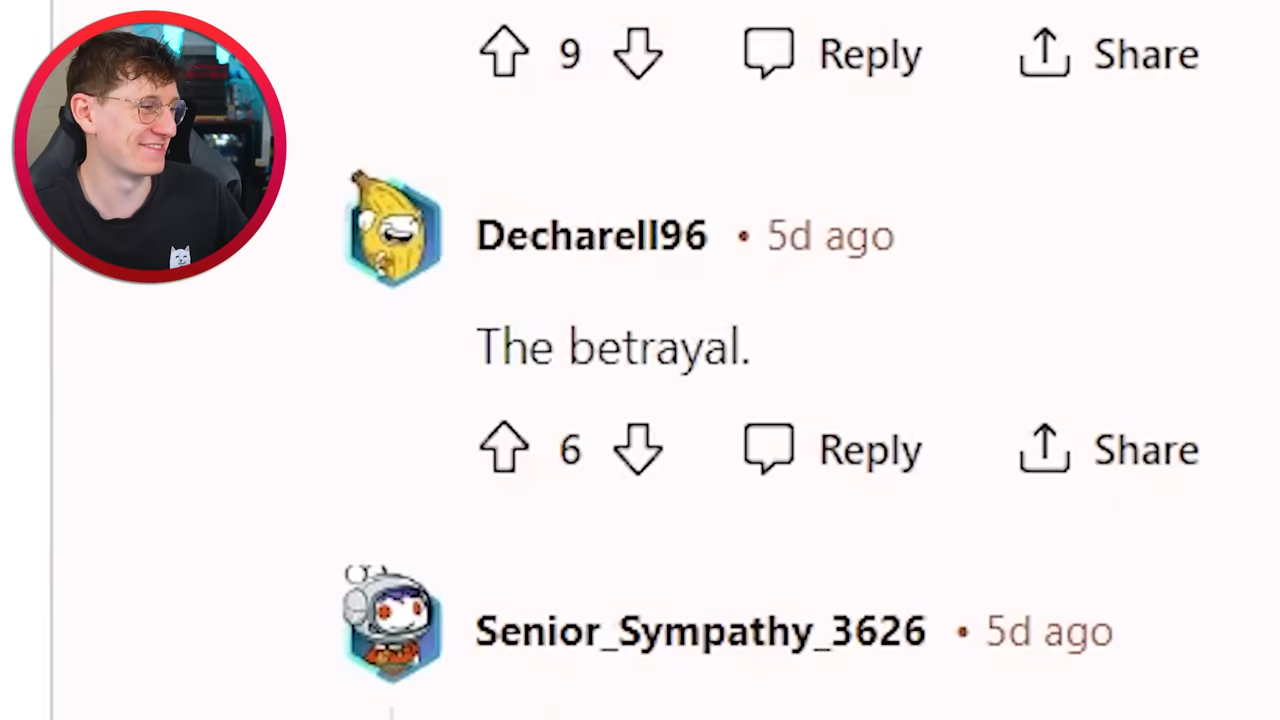 9 Reply Share
Decharell96 • 5d ago
The betrayal.
6 Reply Share
Senior_Sympathy_3626 • 5d ago